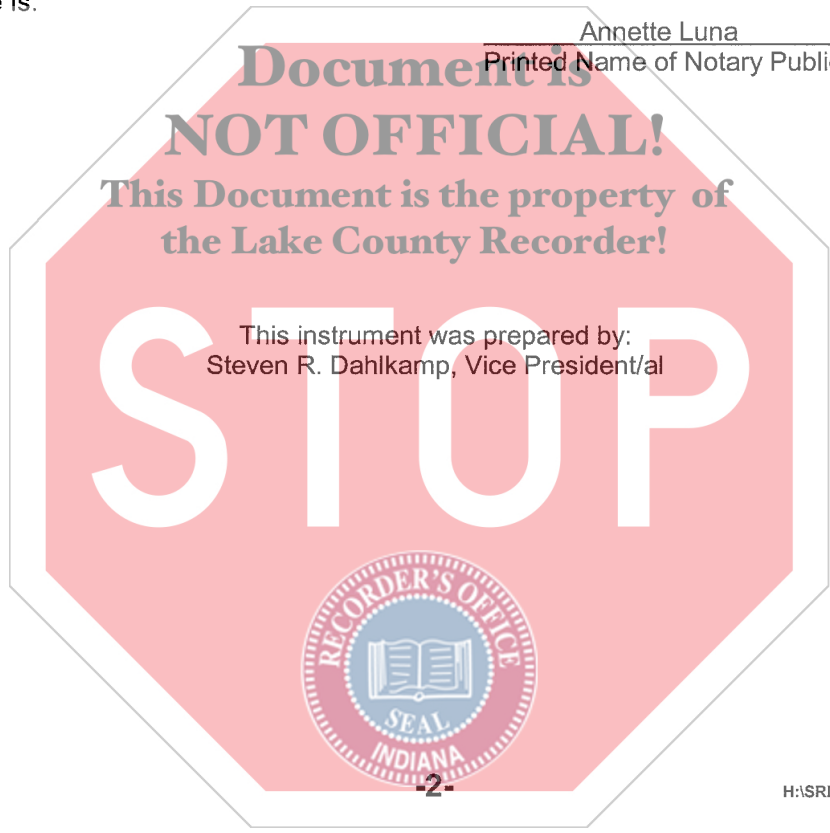 e is:
Annette Luna
Printed Name of Notary Publi
Document is
NOT OFFICIAL!
This Document is the property of
the Lake County Recorder!
This instrument was prepared by:
Steven R. Dahlkamp, Vice President/al
STOP
RECORDER'S OFFICE
SEAL
INDIANA
-2-
H:\SRI